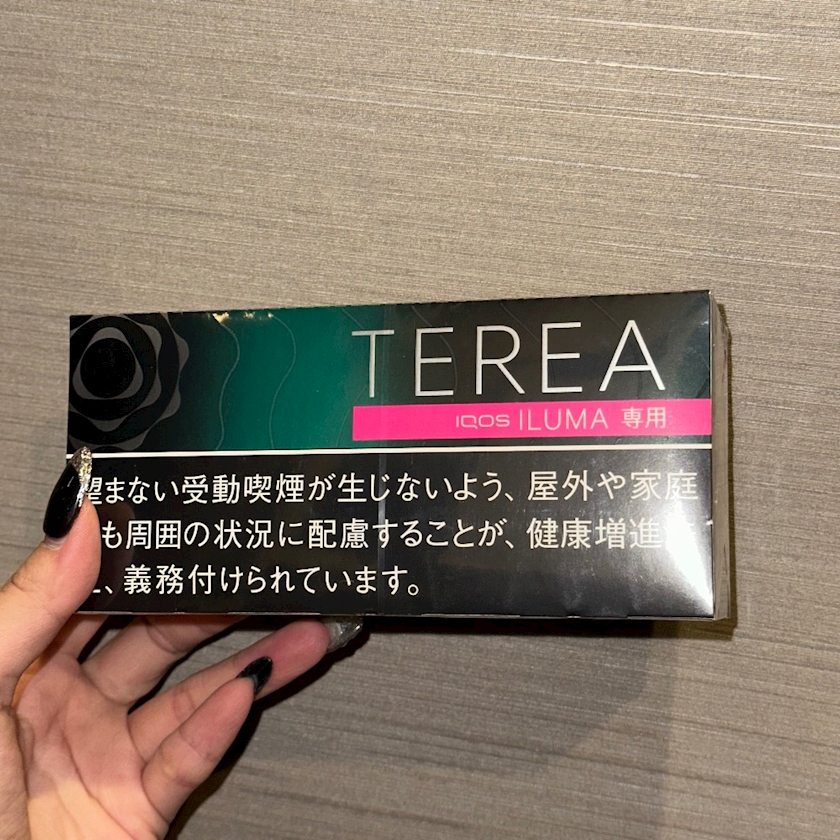 TEREA
IQOS ILUMA 専用
望まない受動喫煙が生じないよう、屋外や家庭
も周囲の状況に配慮することが、健康増進
、義務付けられています。